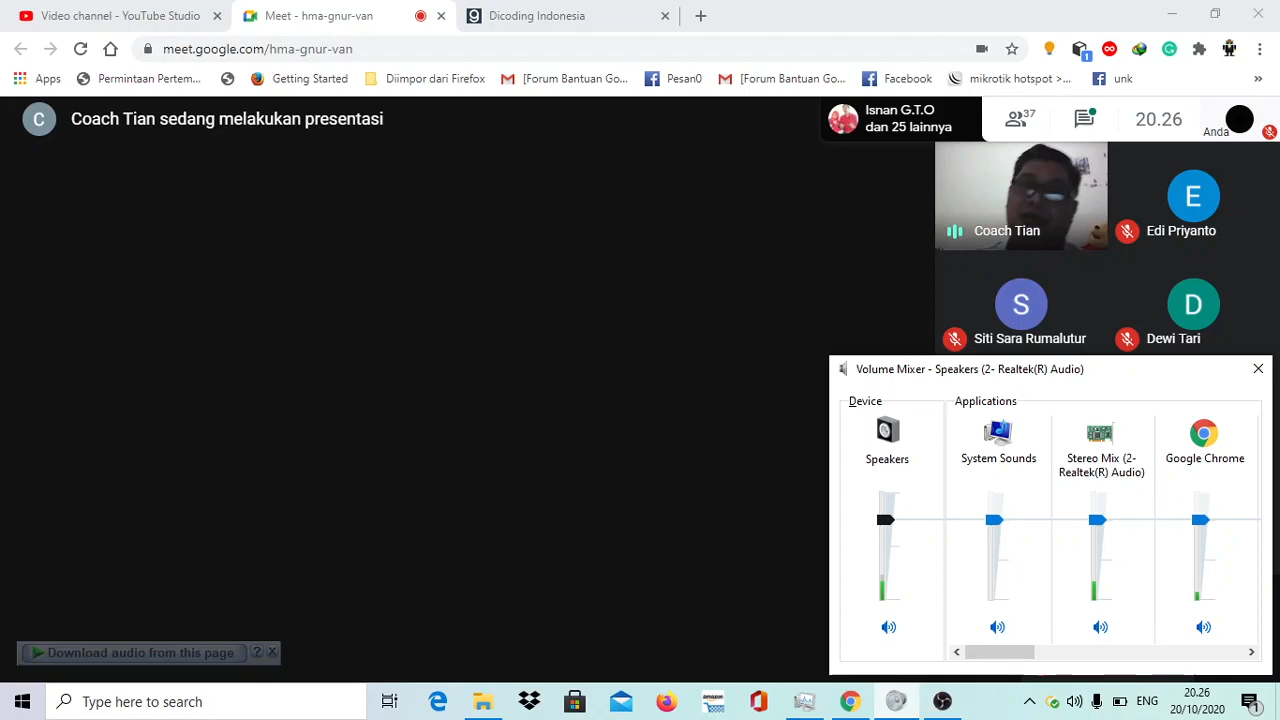 Video channel - YouTube Studio
Meet - hma-gnur-van
Dicoding Indonesia
meet.google.com/hma-gnur-van
1
Apps
Permintaan Pertem...
Getting Started
Diimpor dari Firefox
[Forum Bantuan Go...
Pesan0
[Forum Bantuan Go...
Facebook
mikrotik hotspot >...
unk
»
C
Coach Tian sedang melakukan presentasi
Isnan G.T.O
dan 25 lainnya
37
20.26
Anda
Coach Tian
E
Edi Priyanto
S
Siti Sara Rumalutur
D
Dewi Tari
Volume Mixer - Speakers (2- Realtek(R) Audio)
Device
Applications
Speakers
System Sounds
Stereo Mix (2-
Realtek(R) Audio)
Google Chrome
Download audio from this page
?
Type here to search
amazon
ENG
20.26
20/10/2020
1